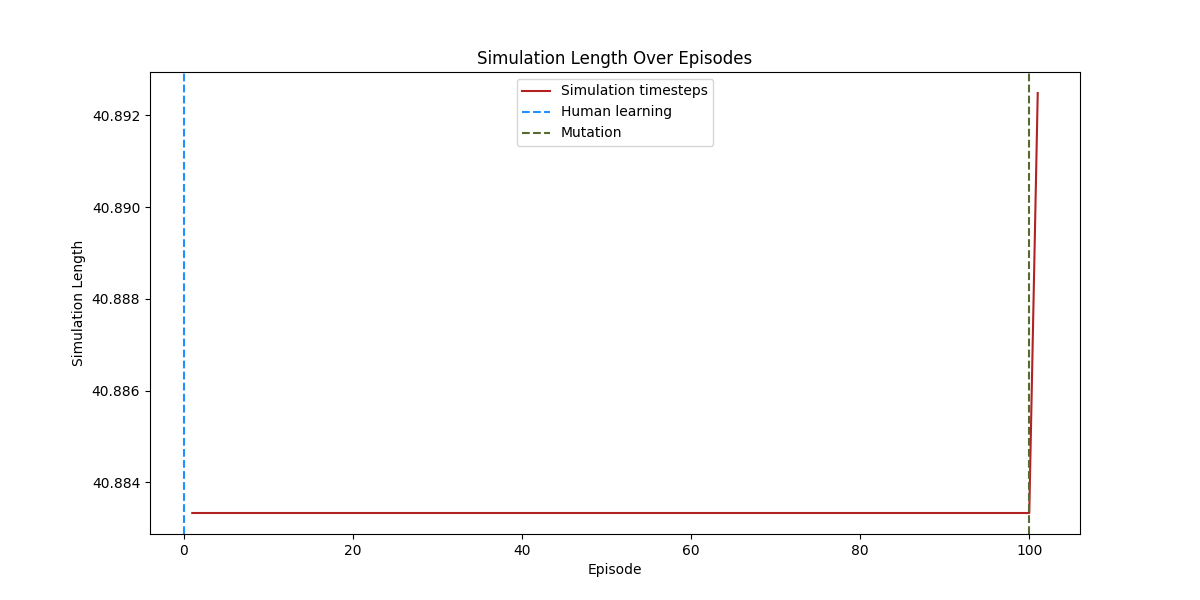 Simulation Length Over Episodes
Simulation timesteps
Human learning
Mutation
40.892
40.890
40.888
40.886
40.884
Simulation Length
0 20 40 60 80 100
Episode